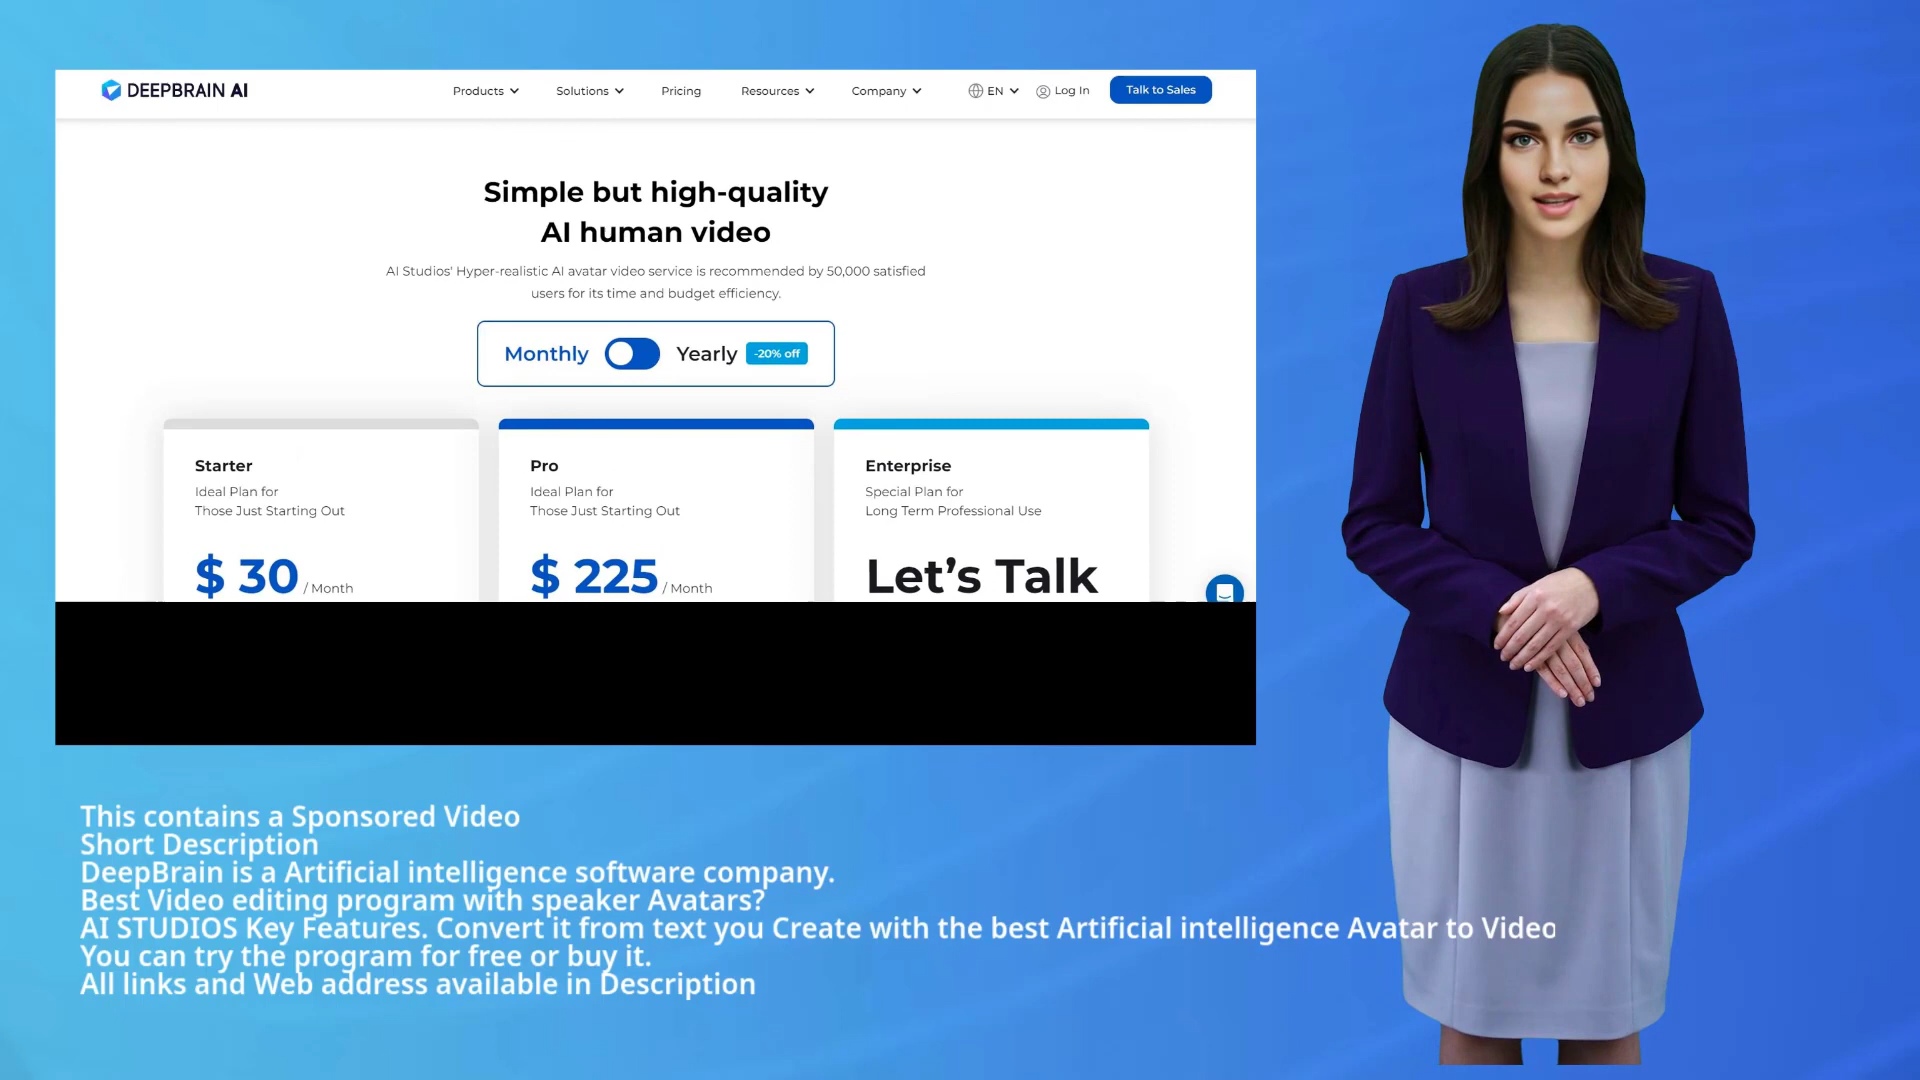 DEEPBRAIN AI
Products
Solutions
Pricing
Resources
Company
EN
Log In
Talk to Sales
Simple but high-quality
AI human video
AI Studios' Hyper-realistic AI avatar video service is recommended by 50,000 satisfied
users for its time and budget efficiency.
Monthly
Yearly
-20% off
Starter
Ideal Plan for
Those Just Starting Out
$ 30 / Month
Pro
Ideal Plan for
Those Just Starting Out
$ 225 / Month
Enterprise
Special Plan for
Long Term Professional Use
Let’s Talk
This contains a Sponsored Video
Short Description
DeepBrain is a Artificial intelligence software company.
Best Video editing program with speaker Avatars?
AI STUDIOS Key Features. Convert it from text you Create with the best Artificial intelligence Avatar to Video
You can try the program for free or buy it.
All links and Web address available in Description